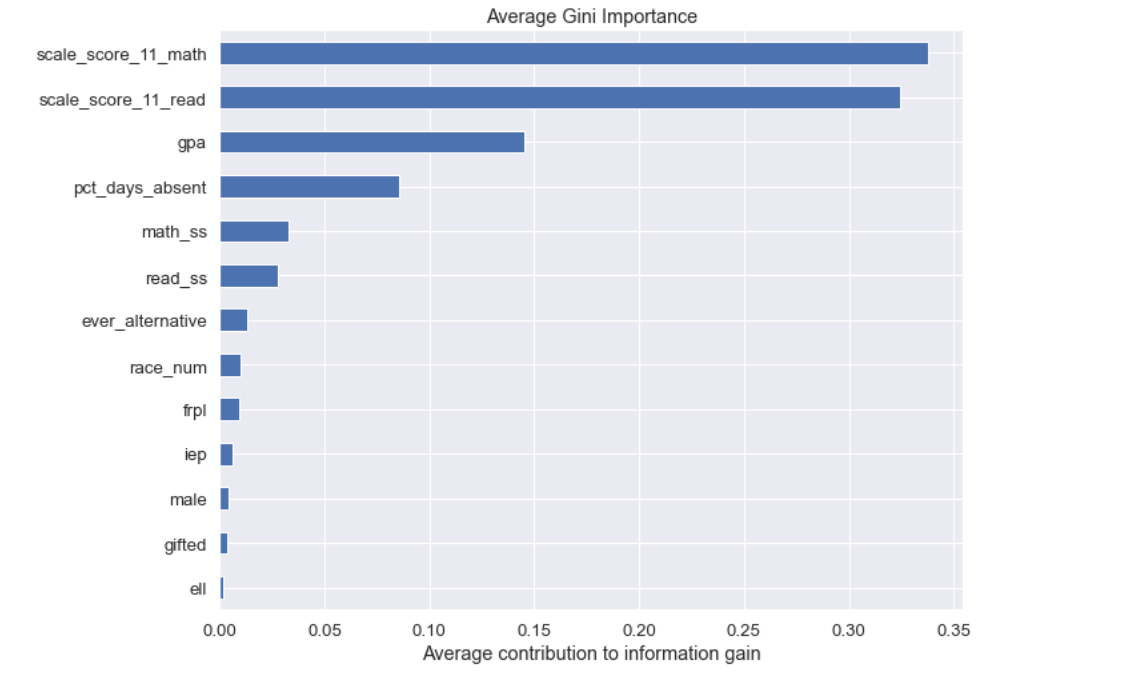 Average Gini Importance
scale_score_11_math
scale_score_11_read
gpa
pct_days_absent
math_ss
read_ss
ever_alternative
race_num
frpl
iep
male
gifted
ell
0.00 0.05 0.10 0.15 0.20 0.25 0.30 0.35
Average contribution to information gain